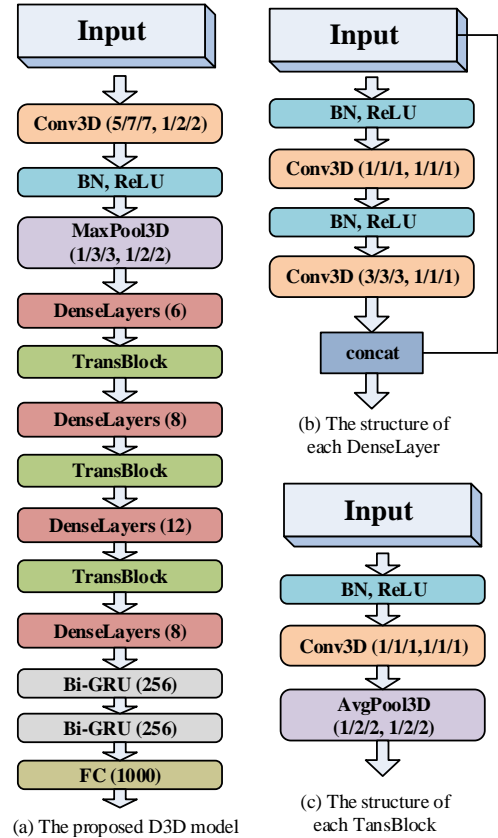 Input
Conv3D (5/7/7, 1/2/2)
BN, ReLU
MaxPool3D
(1/3/3, 1/2/2)
DenseLayers (6)
TransBlock
DenseLayers (8)
TransBlock
DenseLayers (12)
TransBlock
DenseLayers (8)
Bi-GRU (256)
Bi-GRU (256)
FC (1000)
(a) The proposed D3D model
Input
BN, ReLU
Conv3D (1/1/1, 1/1/1)
BN, ReLU
Conv3D (3/3/3, 1/1/1)
concat
(b) The structure of
each DenseLayer
Input
BN, ReLU
Conv3D (1/1/1,1/1/1)
AvgPool3D
(1/2/2, 1/2/2)
(c) The structure of
each TansBlock